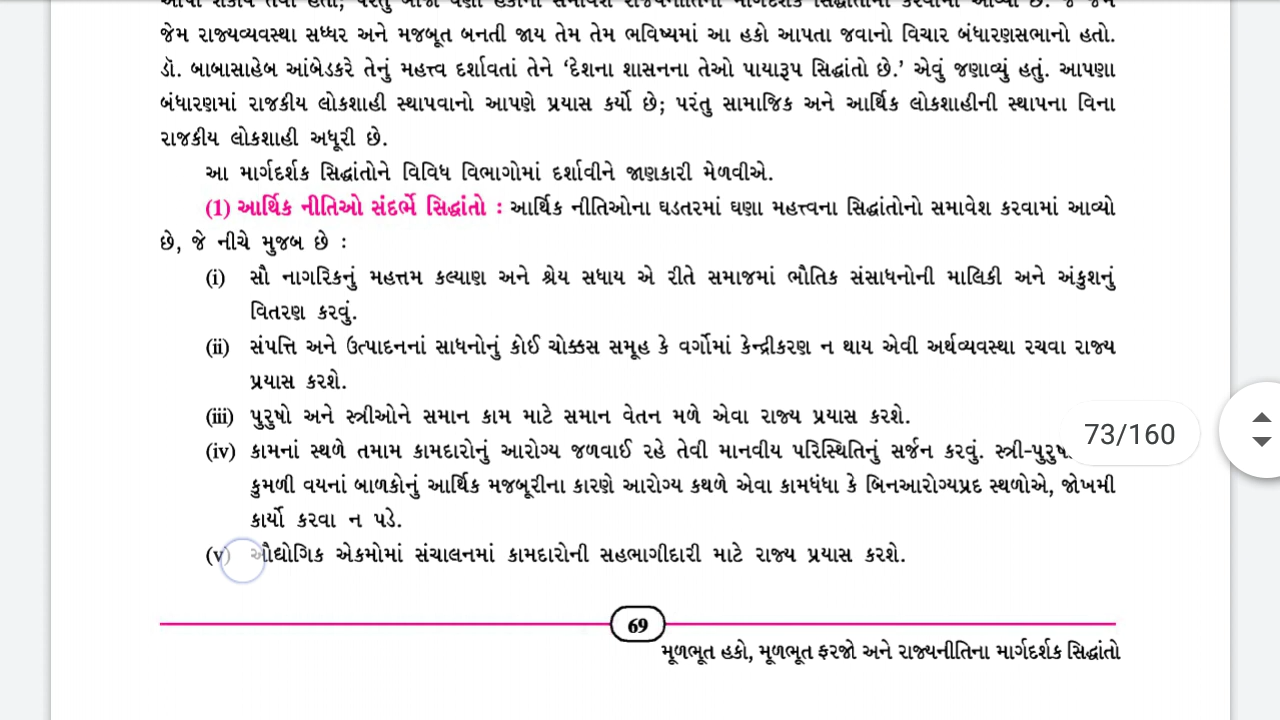 જેમ રાજ્યવ્યવસ્થા સધ્ધર અને મજબૂત બનતી જાય તેમ તેમ ભવિષ્યમાં આ હકો આપતા જવાનો વિચાર બંધારણસભાનો હતો.
ડૉ. બાબાસાહેબ આંબેડકરે તેનું મહત્ત્વ દર્શાવતાં તેને ‘દેશના શાસનના તેઓ પાયારૂપ સિદ્ધાંતો છે.’ એવું જણાવ્યું હતું. આપણા
બંધારણમાં રાજકીય લોકશાહી સ્થાપવાનો આપણે પ્રયાસ કર્યો છે; પરંતુ સામાજિક અને આર્થિક લોકશાહીની સ્થાપના વિના
રાજકીય લોકશાહી અધૂરી છે.
આ માર્ગદર્શક સિદ્ધાંતોને વિવિધ વિભાગોમાં દર્શાવીને જાણકારી મેળવીએ.
(1) આર્થિક નીતિઓ સંદર્ભે સિદ્ધાંતો : આર્થિક નીતિઓના ઘડતરમાં ઘણા મહત્ત્વના સિદ્ધાંતોનો સમાવેશ કરવામાં આવ્યો
છે, જે નીચે મુજબ છે :
(i) સૌ નાગરિકનું મહત્તમ કલ્યાણ અને શ્રેય સધાય એ રીતે સમાજમાં ભૌતિક સંસાધનોની માલિકી અને અંકુશનું
વિતરણ કરવું.
(ii) સંપત્તિ અને ઉત્પાદનનાં સાધનોનું કોઈ ચોક્કસ સમૂહ કે વર્ગોમાં કેન્દ્રીકરણ ન થાય એવી અર્થવ્યવસ્થા રચવા રાજ્ય
પ્રયાસ કરશે.
(iii) પુરુષો અને સ્ત્રીઓને સમાન કામ માટે સમાન વેતન મળે એવા રાજ્ય પ્રયાસ કરશે.
73/160
(iv) કામનાં સ્થળે તમામ કામદારોનું આરોગ્ય જળવાઈ રહે તેવી માનવીય પરિસ્થિતિનું સર્જન કરવું. સ્ત્રી-પુરુષ
કુમળી વયનાં બાળકોનું આર્થિક મજબૂરીના કારણે આરોગ્ય કથળે એવા કામધંધા કે બિનઆરોગ્યપ્રદ સ્થળોએ, જોખમી
કાર્યો કરવા ન પડે.
(v) ઔદ્યોગિક એકમોમાં સંચાલનમાં કામદારોની સહભાગીદારી માટે રાજ્ય પ્રયાસ કરશે.
69
મૂળભૂત હકો, મૂળભૂત ફરજો અને રાજ્યનીતિના માર્ગદર્શક સિદ્ધાંતો